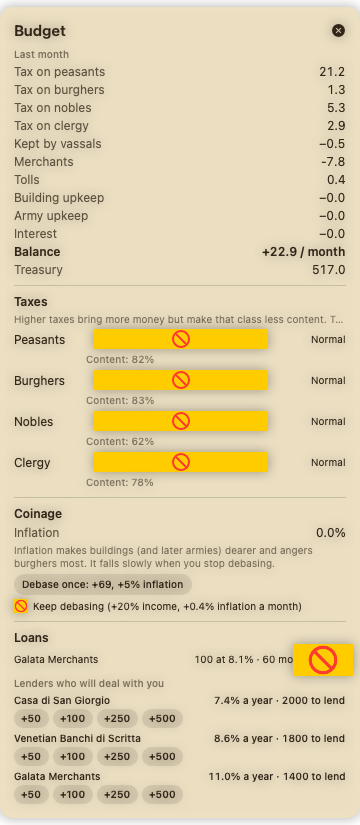 Budget
Last month
Tax on peasants 21.2
Tax on burghers 1.3
Tax on nobles 5.3
Tax on clergy 2.9
Kept by vassals −0.5
Merchants -7.8
Tolls 0.4
Building upkeep −0.0
Army upkeep −0.0
Interest −0.0
Balance +22.9 / month
Treasury 517.0
Taxes
Higher taxes bring more money but make that class less content. T...
Peasants Normal
Content: 82%
Burghers Normal
Content: 83%
Nobles Normal
Content: 62%
Clergy Normal
Content: 78%
Coinage
Inflation 0.0%
Inflation makes buildings (and later armies) dearer and angers
burghers most. It falls slowly when you stop debasing.
Debase once: +69, +5% inflation
Keep debasing (+20% income, +0.4% inflation a month)
Loans
Galata Merchants 100 at 8.1% · 60 mo
Lenders who will deal with you
Casa di San Giorgio 7.4% a year · 2000 to lend
+50 +100 +250 +500
Venetian Banchi di Scritta 8.6% a year · 1800 to lend
+50 +100 +250 +500
Galata Merchants 11.0% a year · 1400 to lend
+50 +100 +250 +500